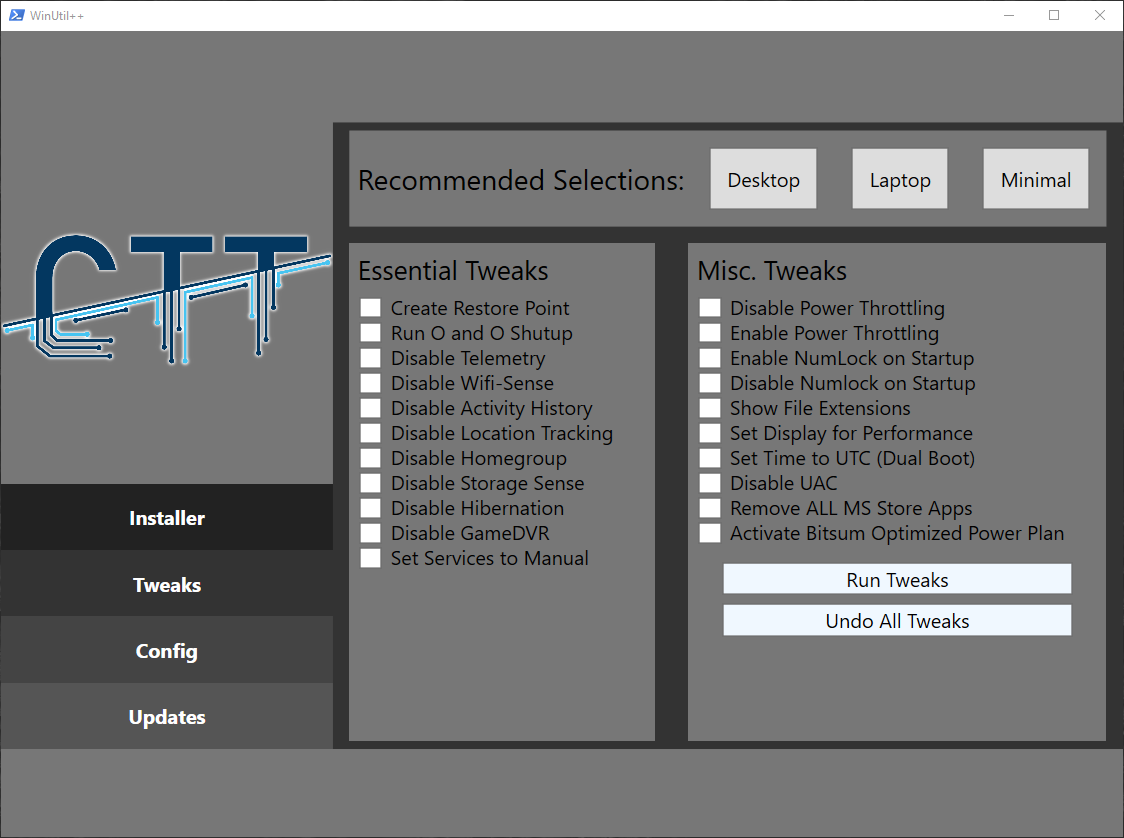 WinUtil++
Recommended Selections:
Desktop
Laptop
Minimal
CTT
Installer
Tweaks
Config
Updates
Essential Tweaks
Create Restore Point
Run O and O Shutup
Disable Telemetry
Disable Wifi-Sense
Disable Activity History
Disable Location Tracking
Disable Homegroup
Disable Storage Sense
Disable Hibernation
Disable GameDVR
Set Services to Manual
Misc. Tweaks
Disable Power Throttling
Enable Power Throttling
Enable NumLock on Startup
Disable Numlock on Startup
Show File Extensions
Set Display for Performance
Set Time to UTC (Dual Boot)
Disable UAC
Remove ALL MS Store Apps
Activate Bitsum Optimized Power Plan
Run Tweaks
Undo All Tweaks